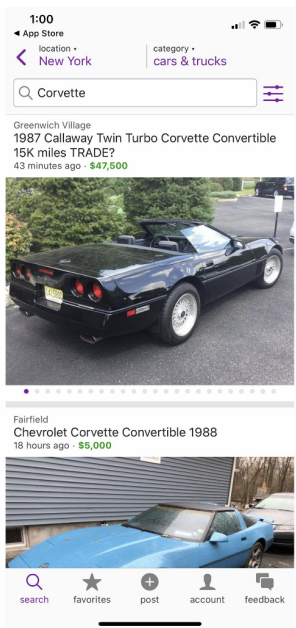 1:00
◀ App Store
location ▾
New York
category ▾
cars & trucks
Corvette
Greenwich Village
1987 Callaway Twin Turbo Corvette Convertible
15K miles TRADE?
43 minutes ago · $47,500
Fairfield
Chevrolet Corvette Convertible 1988
18 hours ago · $5,000
search
favorites
post
account
feedback